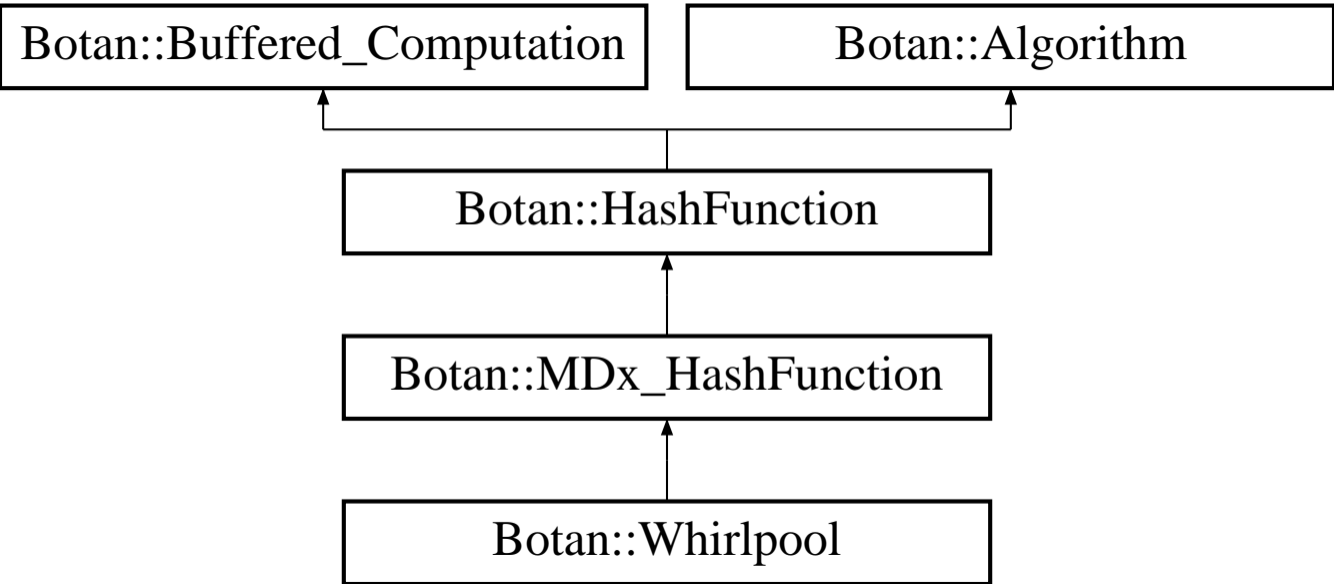 Botan::Buffered_Computation
Botan::Algorithm
Botan::HashFunction
Botan::MDx_HashFunction
Botan::Whirlpool